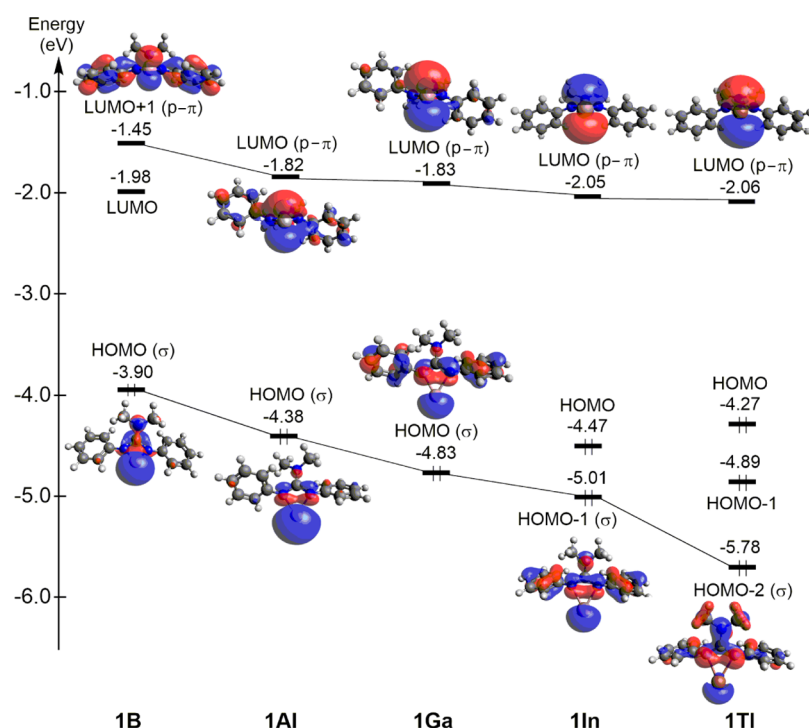 Energy
(eV)
-1.0
-2.0
-3.0
-4.0
-5.0
-6.0
LUMO+1 (p-π)
-1.45
-1.98
LUMO
HOMO (σ)
-3.90
LUMO (p-π)
-1.82
HOMO (σ)
-4.38
LUMO (p-π)
-1.83
HOMO (σ)
-4.83
LUMO (p-π)
-2.05
HOMO
-4.47
-5.01
HOMO-1 (σ)
LUMO (p-π)
-2.06
HOMO
-4.27
-4.89
HOMO-1
-5.78
HOMO-2 (σ)
1B 1Al 1Ga 1In 1Tl